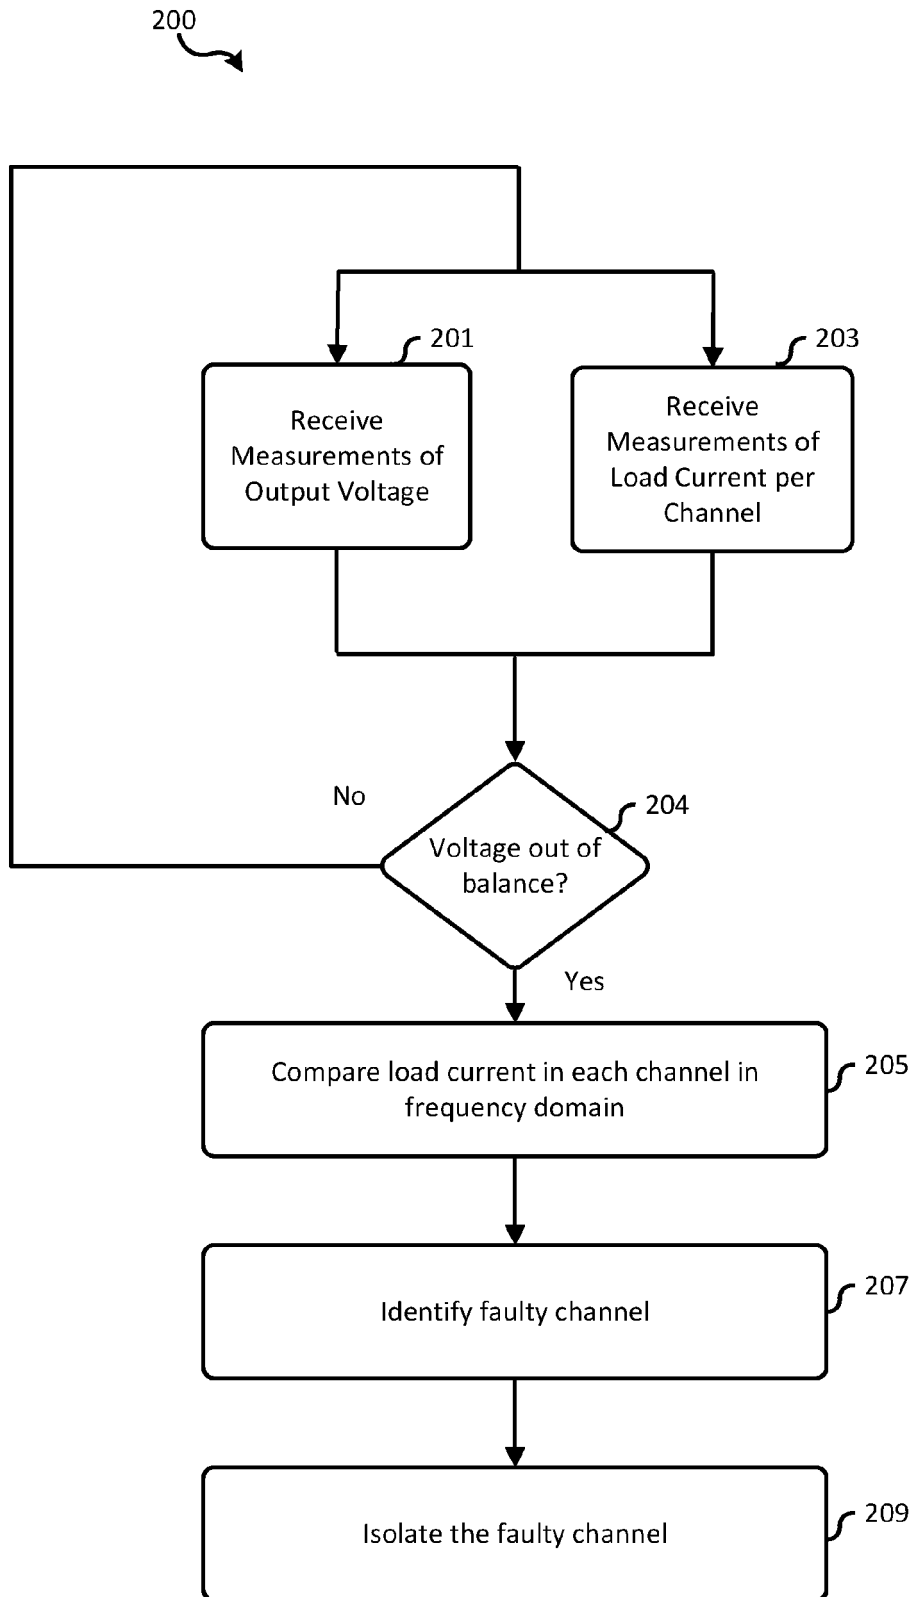 200
201
203
Receive
Measurements of
Output Voltage
Receive
Measurements of
Load Current per
Channel
No
204
Voltage out of
balance?
Yes
205
Compare load current in each channel in
frequency domain
207
Identify faulty channel
209
Isolate the faulty channel